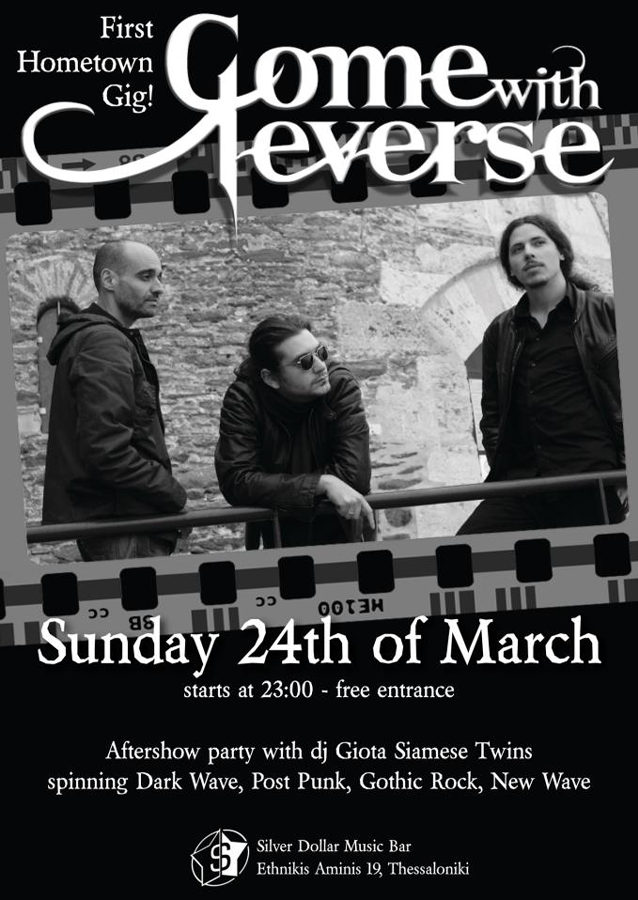 First
Hometown
Gig!
Come with
Reverse
Sunday 24th of March
starts at 23:00 - free entrance
Aftershow party with dj Giota Siamese Twins
spinning Dark Wave, Post Punk, Gothic Rock, New Wave
S
Silver Dollar Music Bar
Ethnikis Aminis 19, Thessaloniki